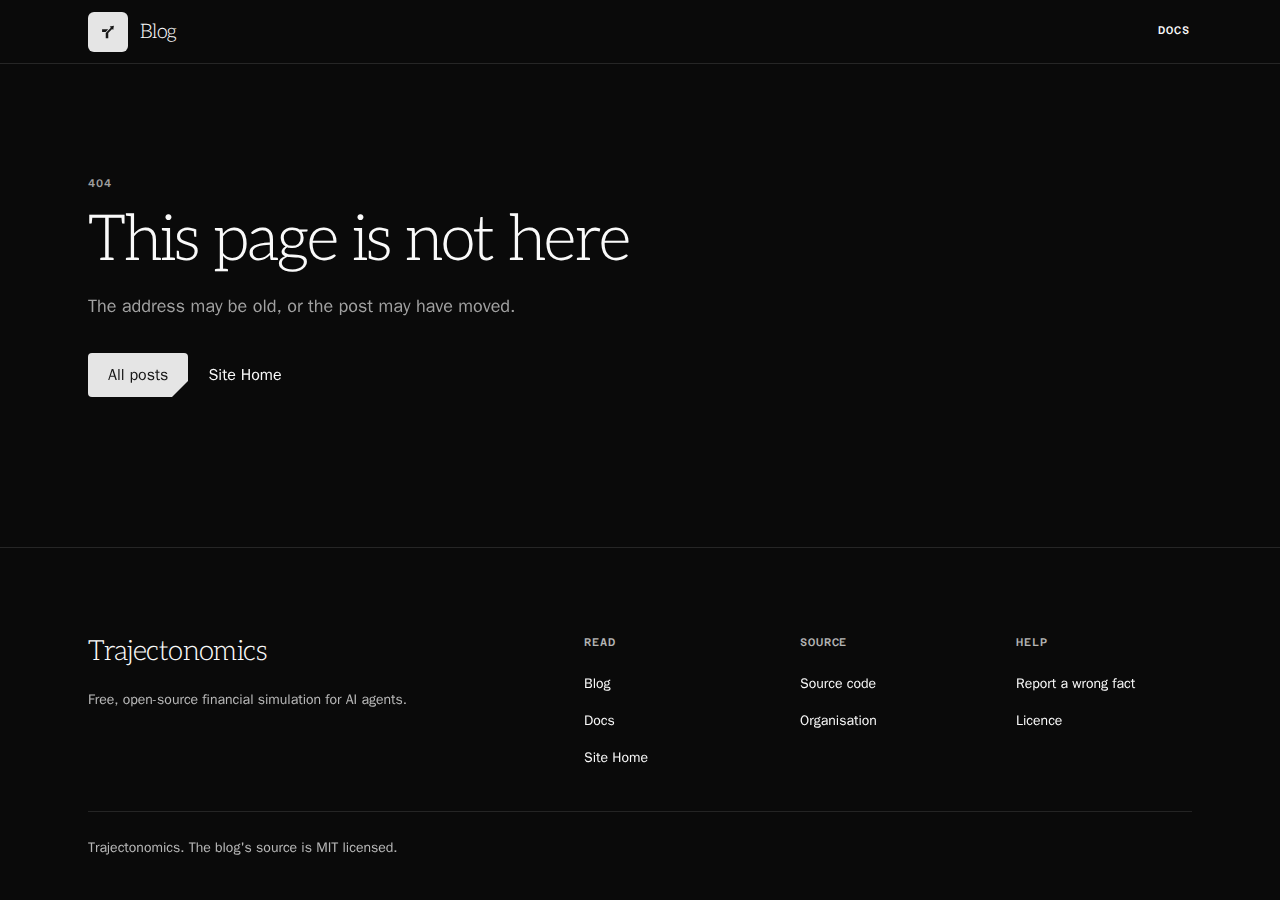 Blog
DOCS
404
This page is not here
The address may be old, or the post may have moved.
All posts
Site Home
Trajectonomics
Free, open-source financial simulation for AI agents.
READ
Blog
Docs
Site Home
SOURCE
Source code
Organisation
HELP
Report a wrong fact
Licence
Trajectonomics. The blog's source is MIT licensed.